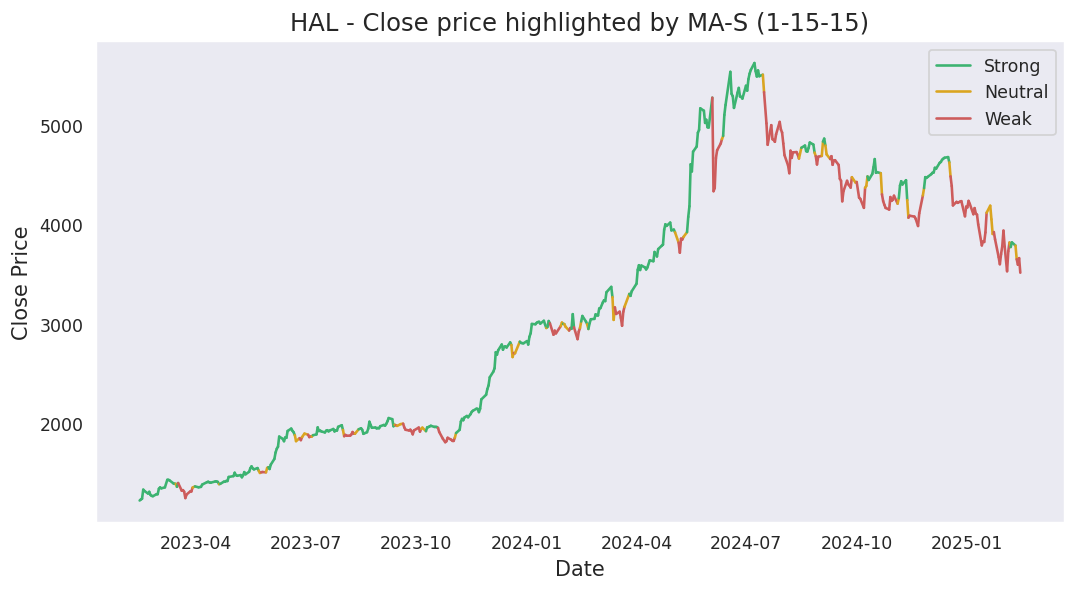 HAL - Close price highlighted by MA-S (1-15-15)
Strong
Neutral
Weak
5000
4000
3000
2000
Close Price
2023-04 2023-07 2023-10 2024-01 2024-04 2024-07 2024-10 2025-01
Date